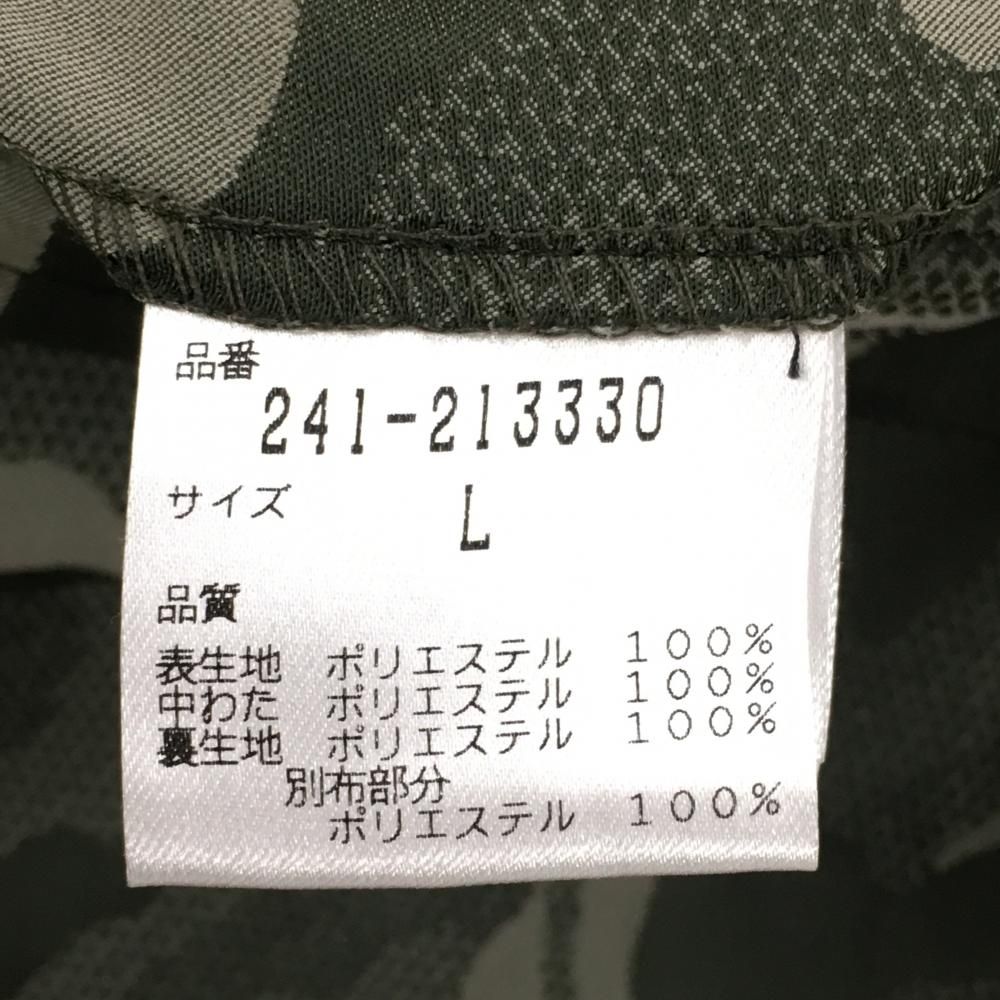 品番
241-213330
サイズ L
品質
表生地 ポリエステル 100%
中わた ポリエステル 100%
裏生地 ポリエステル 100%
別布部分
ポリエステル 100%